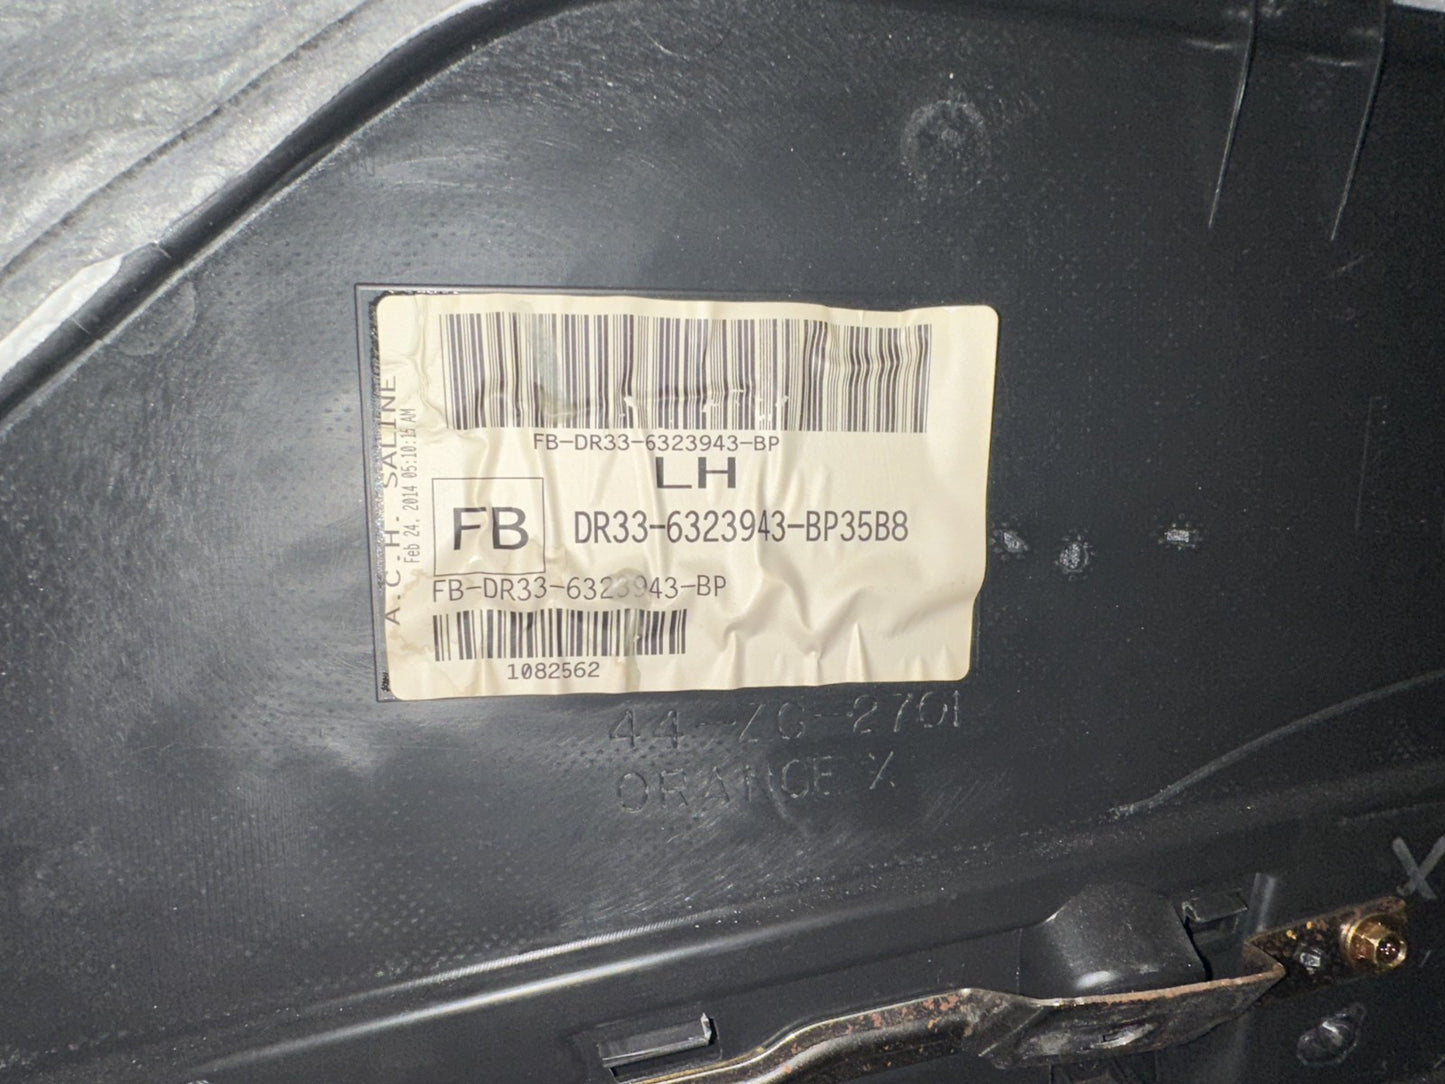 FB-DR33-6323943-BP
LH
FB
DR33-6323943-BP35B8
FB-DR33-6323943-BP
1082562
A.C.H. SALINE
Feb 24, 2014 05:10:15 AM
44-ZG-2701
ORANGE X
X